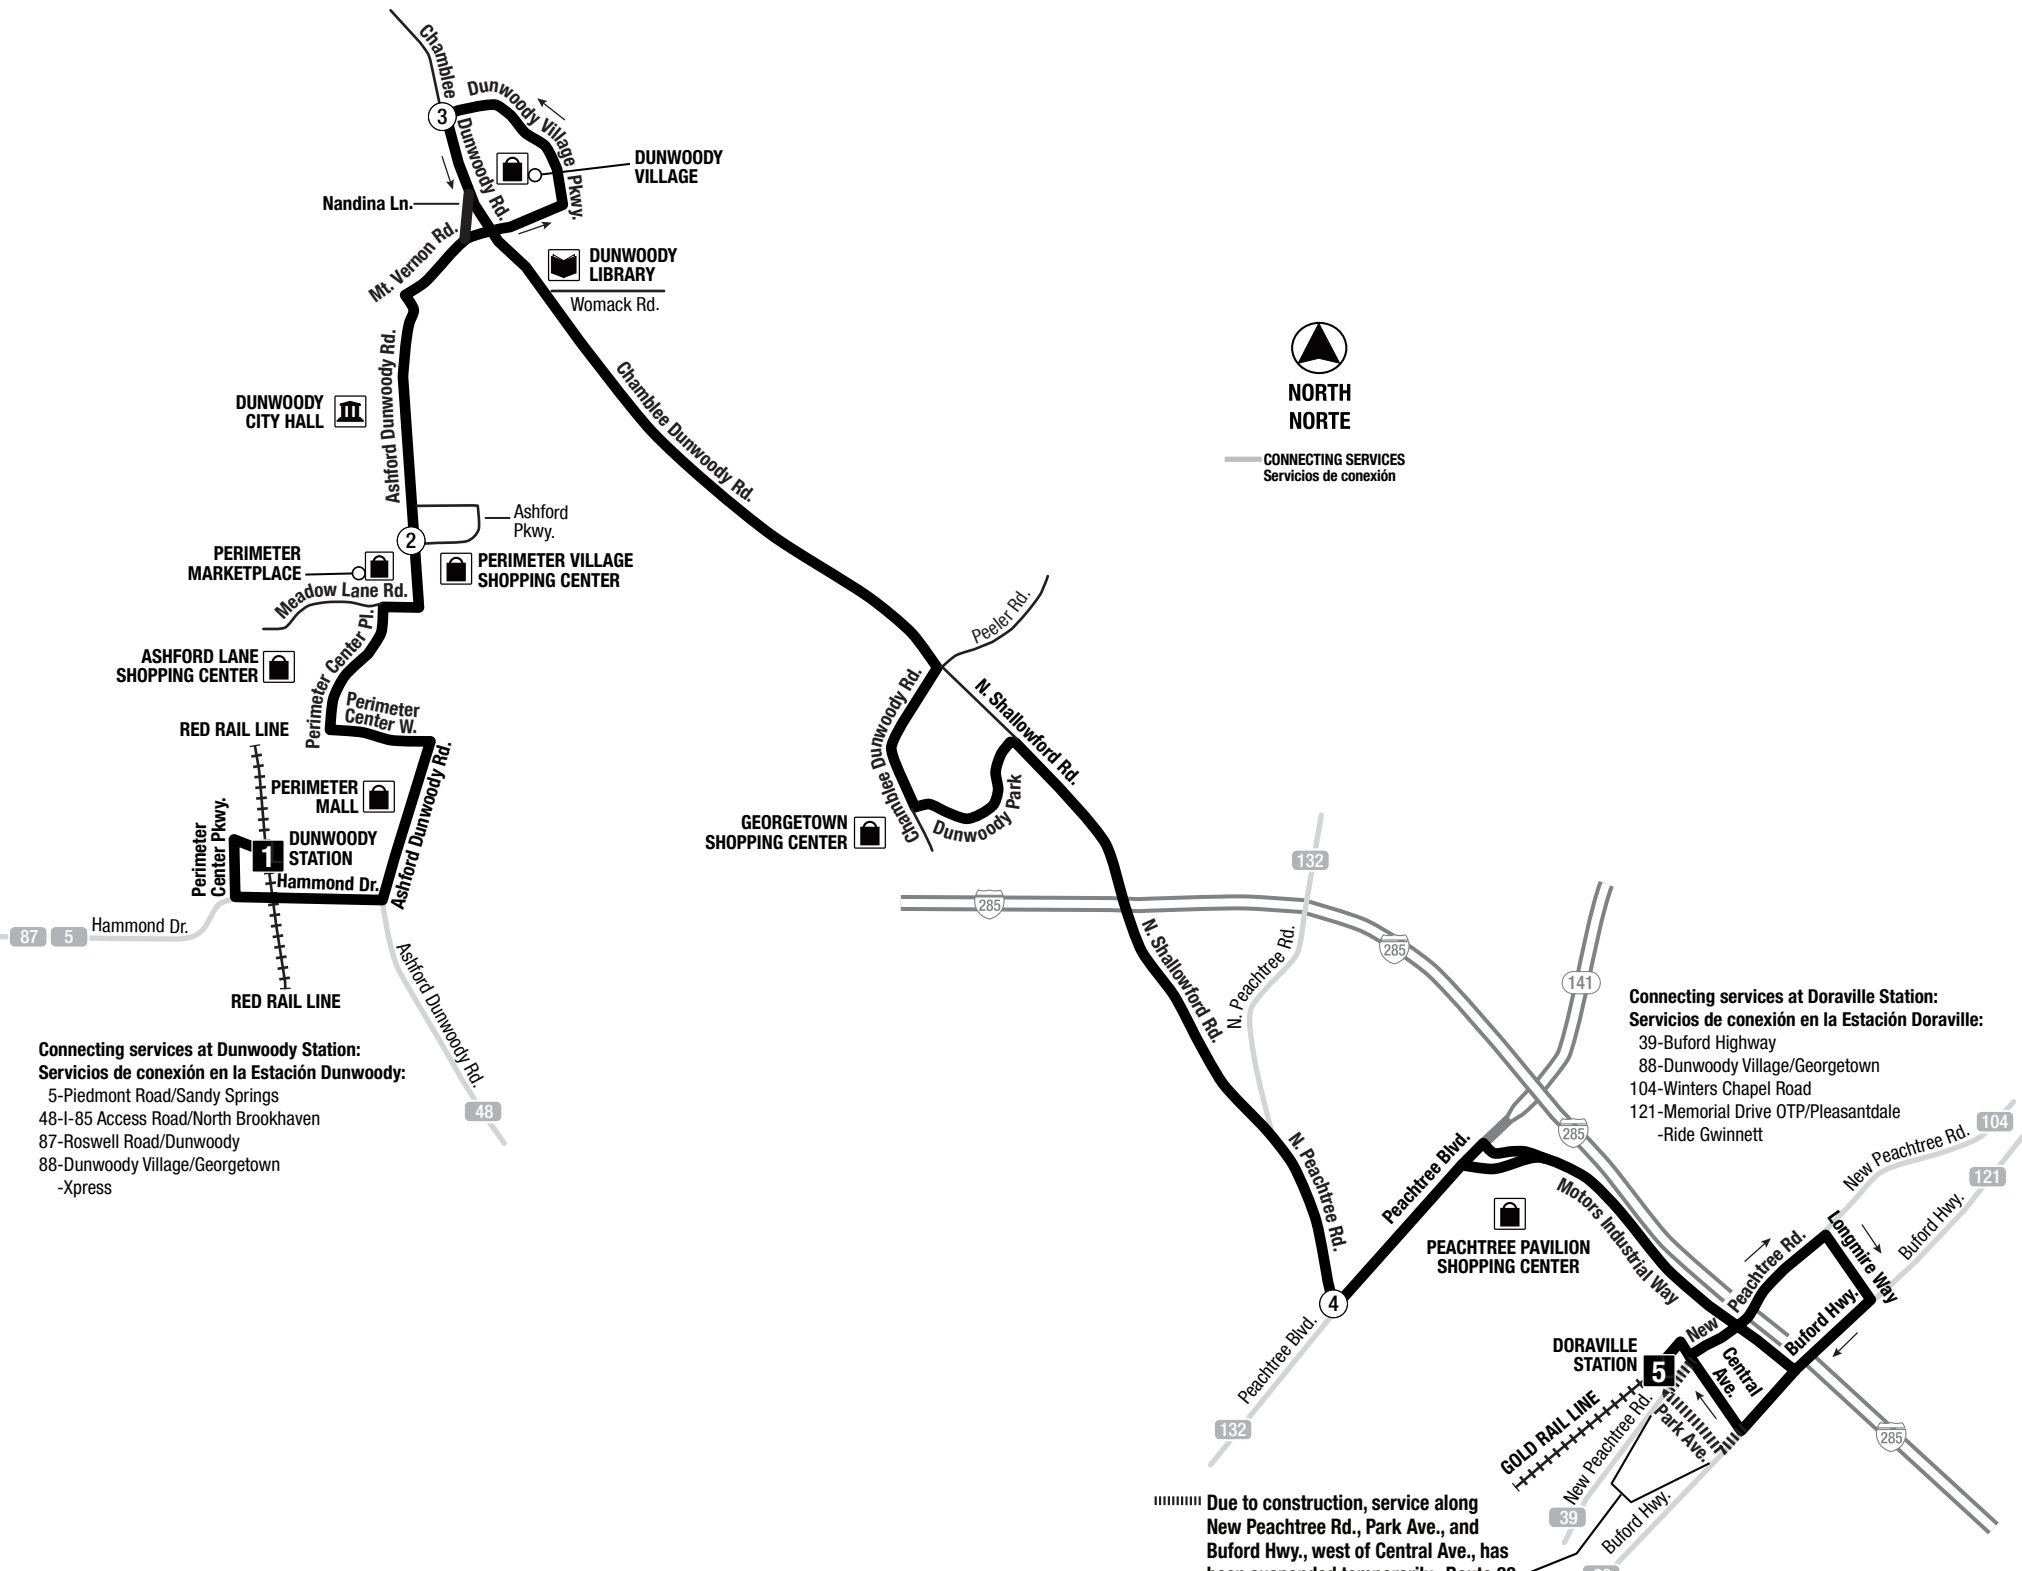 Chamblee
Dunwoody Rd.
Dunwoody Village Pkwy.
3
DUNWOODY
VILLAGE
Nandina Ln.
Mt. Vernon Rd.
DUNWOODY
LIBRARY
Womack Rd.
Ashford Dunwoody Rd.
DUNWOODY
CITY HALL
Chamblee Dunwoody Rd.
NORTH
NORTE
CONNECTING SERVICES
Servicios de conexión
Ashford
Pkwy.
2
PERIMETER
MARKETPLACE
PERIMETER VILLAGE
SHOPPING CENTER
Meadow Lane Rd.
Perimeter Center Pl.
ASHFORD LANE
SHOPPING CENTER
Perimeter
Center W.
RED RAIL LINE
PERIMETER
MALL
Perimeter
Center Pkwy.
1
DUNWOODY
STATION
Hammond Dr.
Ashford Dunwoody Rd.
87
5
Hammond Dr.
RED RAIL LINE
Ashford Dunwoody Rd.
48
Peeler Rd.
Chamblee Dunwoody Rd.
N. Shallowford Rd.
Dunwoody Park
GEORGETOWN
SHOPPING CENTER
132
285
N. Shallowford Rd.
N. Peachtree Rd.
285
141
Connecting services at Dunwoody Station:
Servicios de conexión en la Estación Dunwoody:
5-Piedmont Road/Sandy Springs
48-I-85 Access Road/North Brookhaven
87-Roswell Road/Dunwoody
88-Dunwoody Village/Georgetown
-Xpress
Connecting services at Doraville Station:
Servicios de conexión en la Estación Doraville:
39-Buford Highway
88-Dunwoody Village/Georgetown
104-Winters Chapel Road
121-Memorial Drive OTP/Pleasantdale
-Ride Gwinnett
285
104
New Peachtree Rd.
121
Buford Hwy.
N. Peachtree Rd.
Peachtree Blvd.
Motors Industrial Way
PEACHTREE PAVILION
SHOPPING CENTER
4
Peachtree Blvd.
132
New Peachtree Rd.
Longmire Way
Buford Hwy.
Central
Ave.
DORAVILLE
STATION
5
GOLD RAIL LINE
New Peachtree Rd.
Park Ave.
39
Buford Hwy.
285
Due to construction, service along
New Peachtree Rd., Park Ave., and
Buford Hwy., west of Central Ave., has